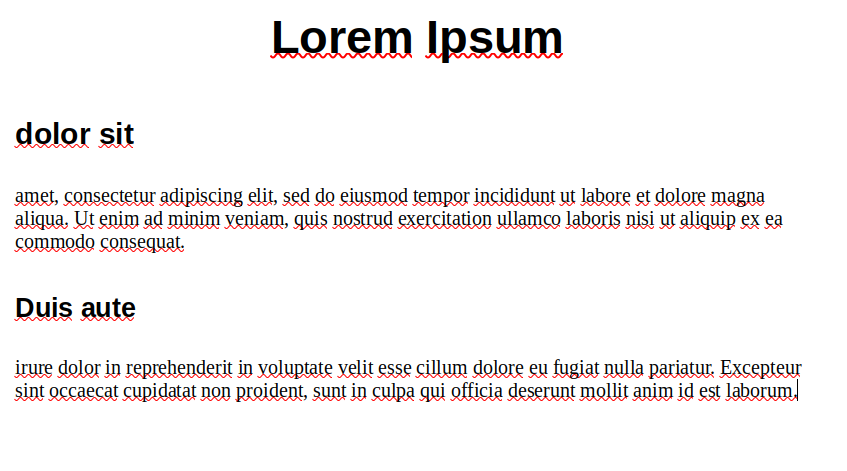 Lorem Ipsum
dolor sit
amet, consectetur adipiscing elit, sed do eiusmod tempor incididunt ut labore et dolore magna
aliqua. Ut enim ad minim veniam, quis nostrud exercitation ullamco laboris nisi ut aliquip ex ea
commodo consequat.
Duis aute
irure dolor in reprehenderit in voluptate velit esse cillum dolore eu fugiat nulla pariatur. Excepteur
sint occaecat cupidatat non proident, sunt in culpa qui officia deserunt mollit anim id est laborum.